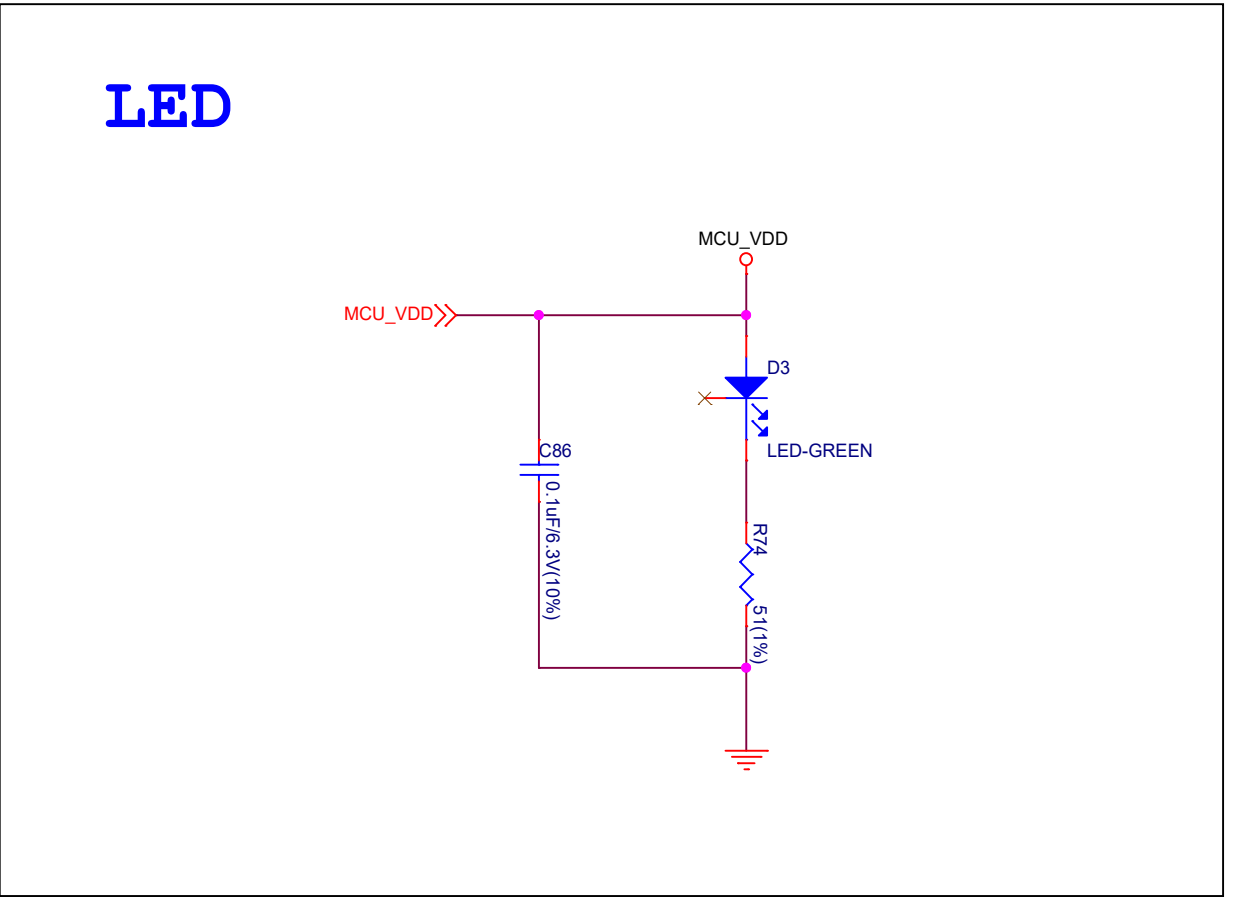 LED
MCU_VDD
MCU_VDD
D3
C86
LED-GREEN
0.1uF/6.3V(10%)
R74
51(1%)